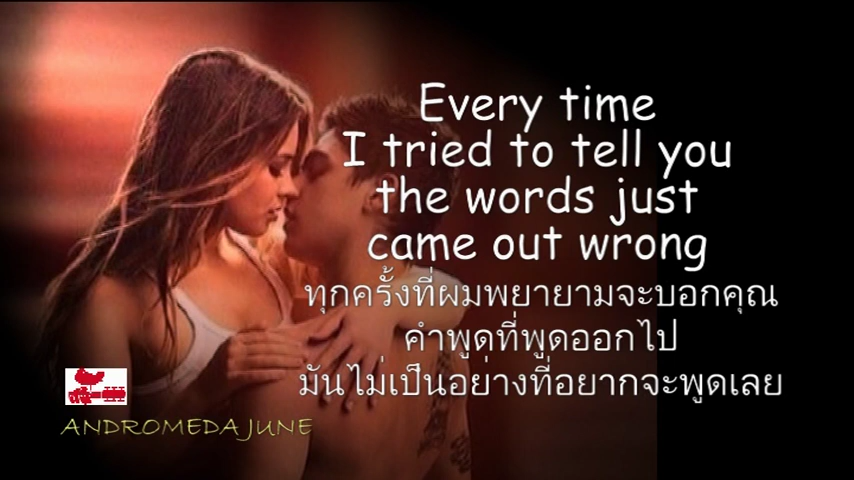 Every time
I tried to tell you
the words just
came out wrong
ทุกครั้งที่ผมพยายามจะบอกคุณ
คำพูดที่พูดออกไป
มันไม่เป็นอย่างที่อยากจะพูดเลย
ANDROMEDA JUNE